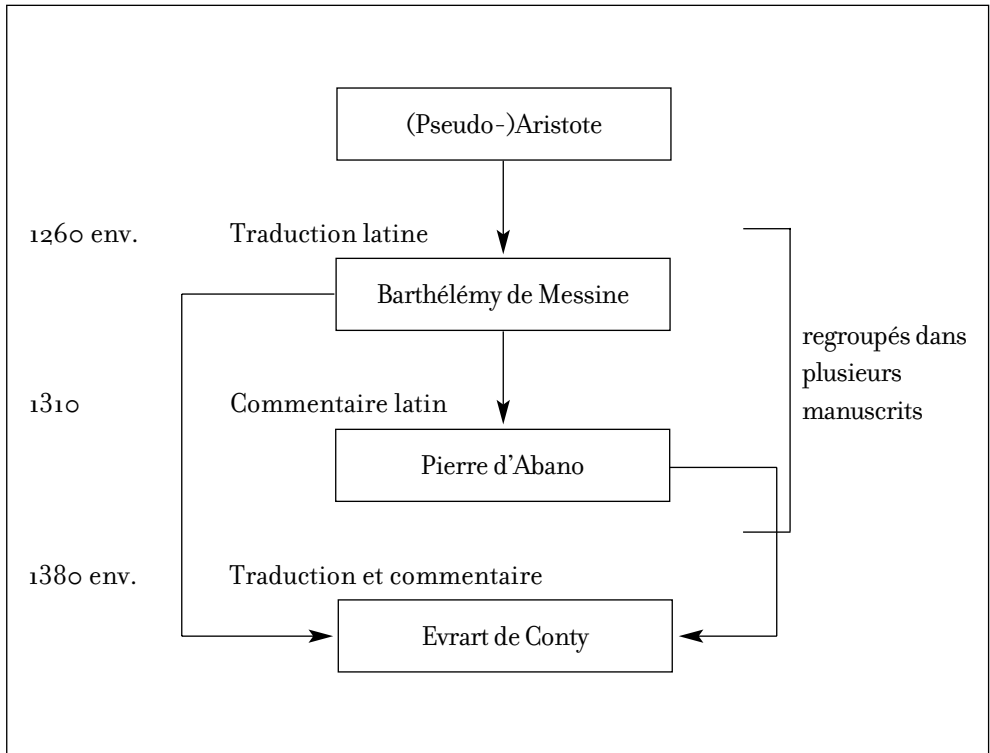 (Pseudo-)Aristote
1260 env. Traduction latine
Barthélémy de Messine
regroupés dans
plusieurs
manuscrits
1310 Commentaire latin
Pierre d'Abano
1380 env. Traduction et commentaire
Evrart de Conty